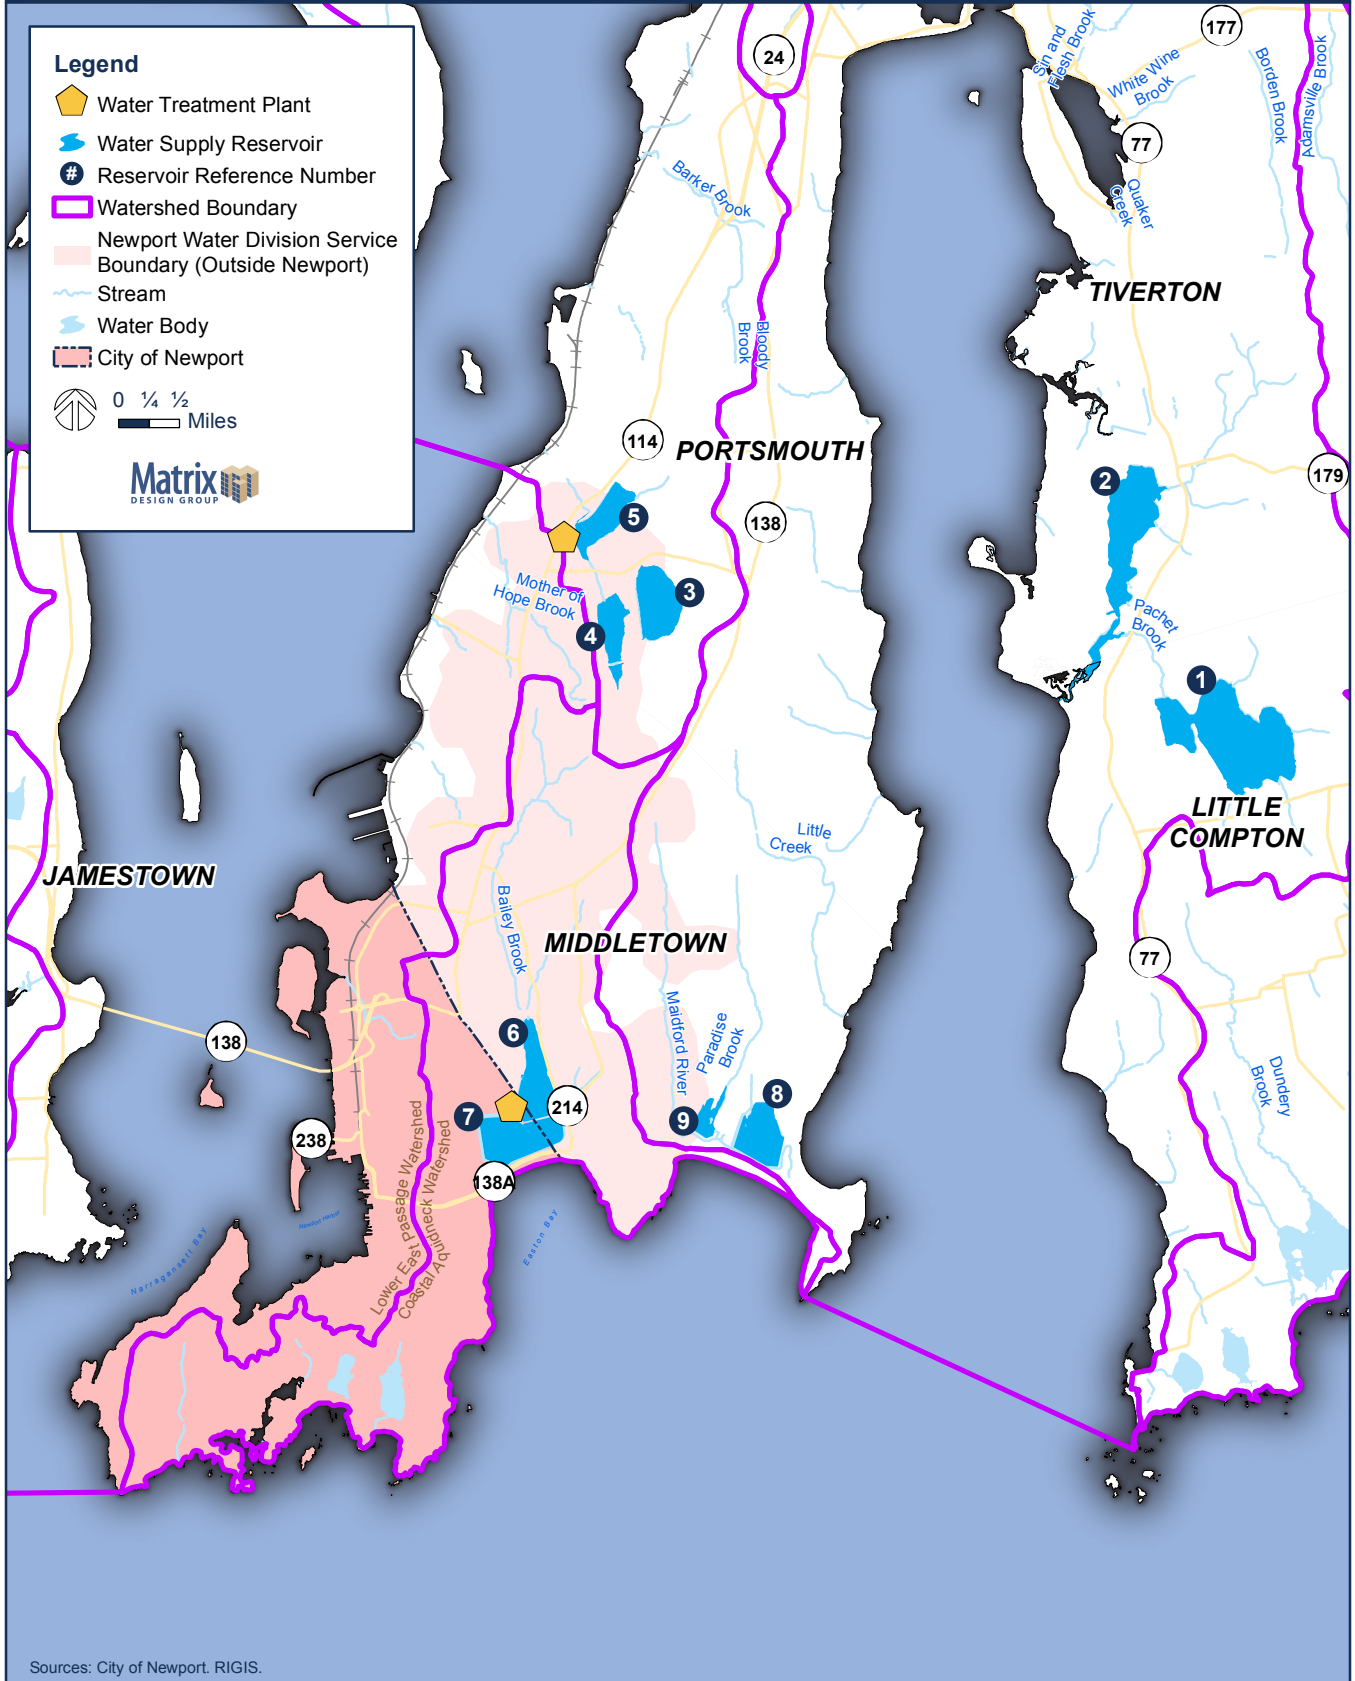 Legend
Water Treatment Plant
Water Supply Reservoir
# Reservoir Reference Number
Watershed Boundary
Newport Water Division Service
Boundary (Outside Newport)
Stream
Water Body
City of Newport
0 ¼ ½
Miles
Matrix
DESIGN GROUP
24
177
Sin and
Flesh Brook
White Wine
Brook
Borden Brook
Adamsville Brook
77
Quaker
Creek
Barker Brook
TIVERTON
Bloody
Brook
114
PORTSMOUTH
138
179
2
5
3
4
Mother of
Hope Brook
Pachet
Brook
1
LITTLE
COMPTON
Little
Creek
JAMESTOWN
Bailey Brook
MIDDLETOWN
77
138
6
Maidford River
Paradise
Brook
Dundery
Brook
238
7
214
9
8
138A
Lower East Passage Watershed
Coastal Aquidneck Watershed
Narragansett Bay
Newport Harbor
Easton Bay
Sources: City of Newport. RIGIS.